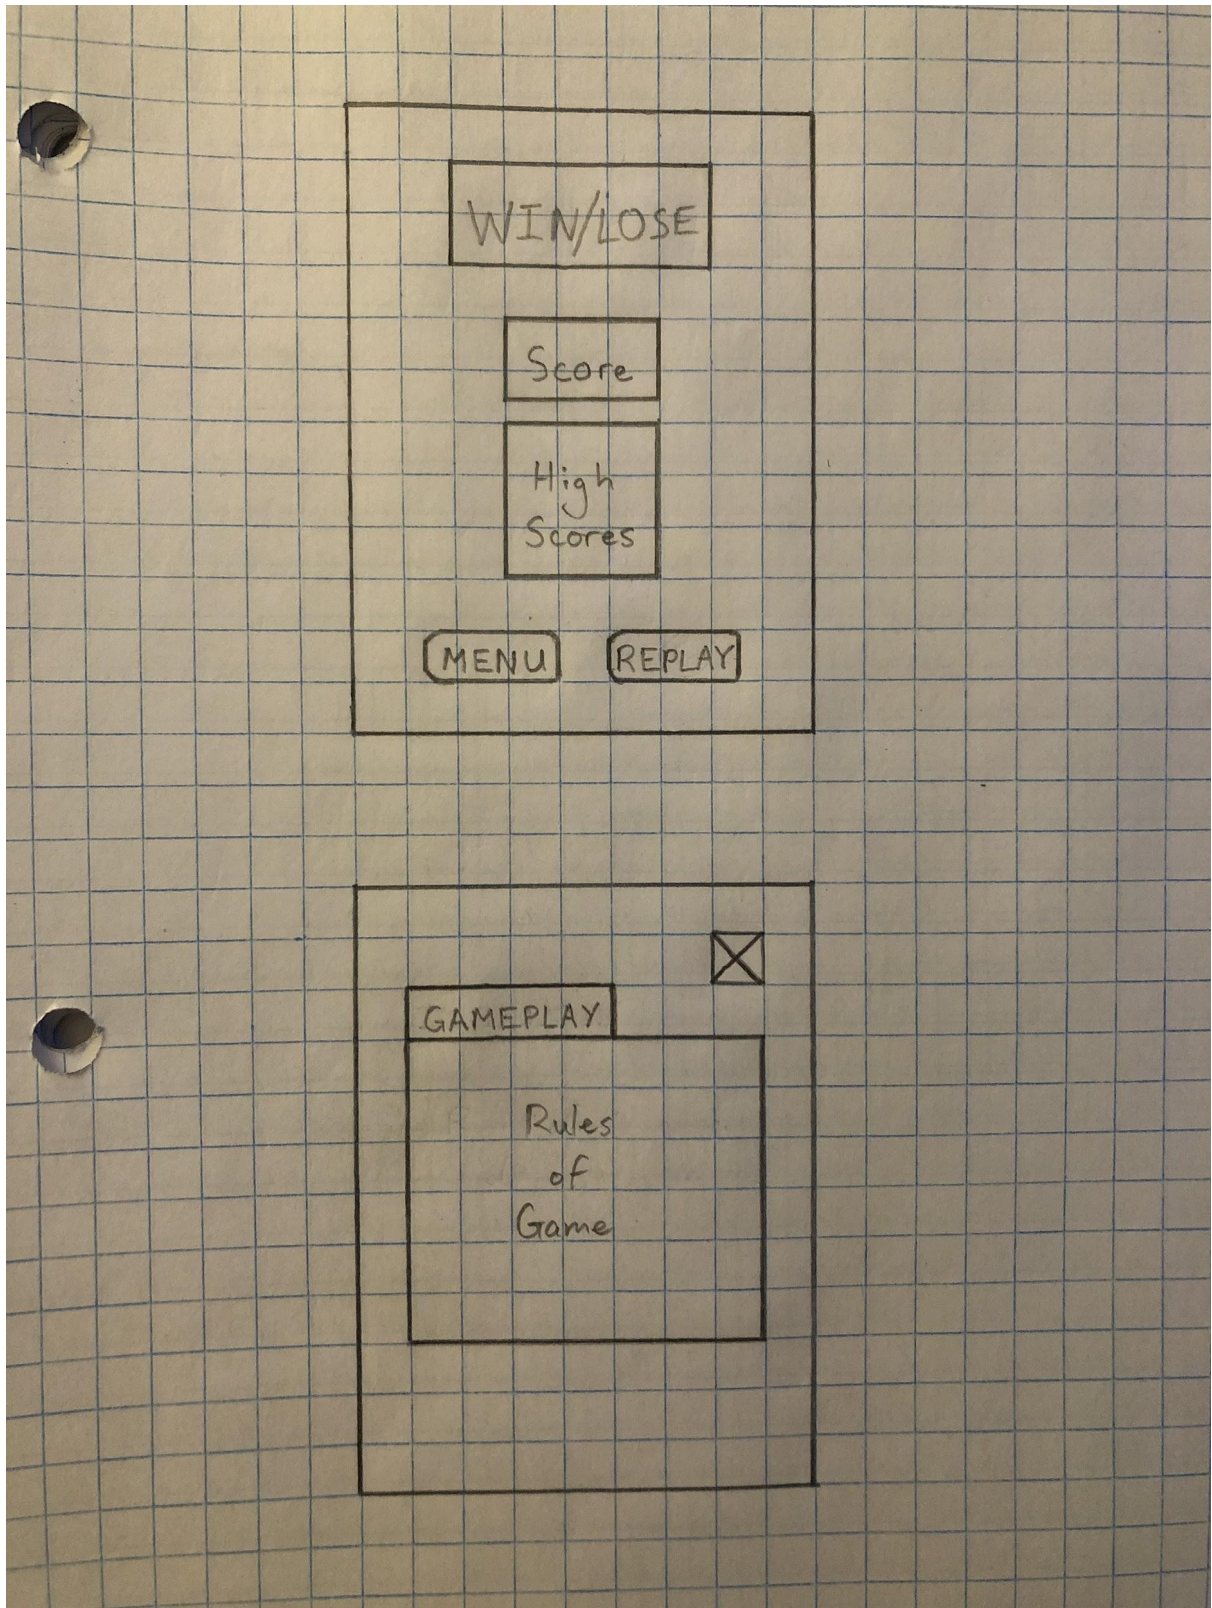 WIN/LOSE
Score
High
Scores
MENU REPLAY
GAMEPLAY
Rules
of
Game